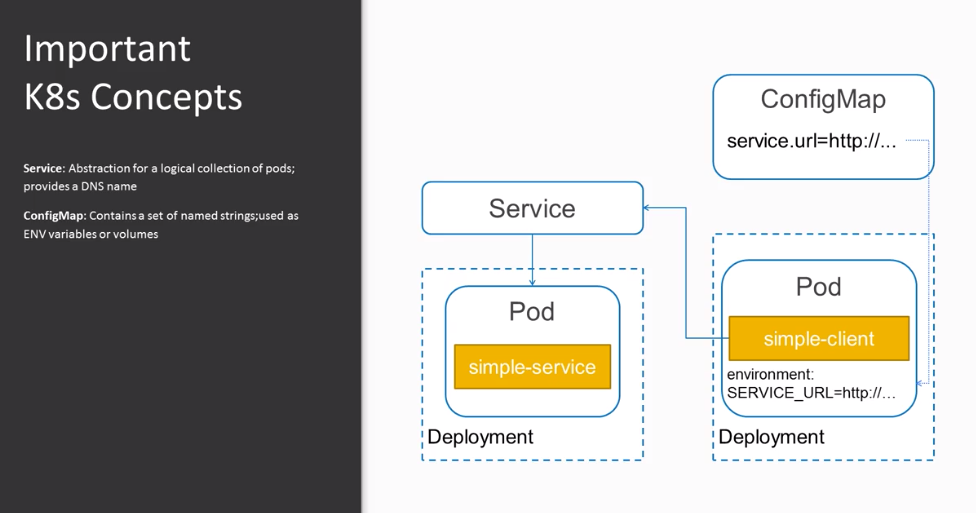 Important
K8s Concepts
Service: Abstraction for a logical collection of pods;
provides a DNS name
ConfigMap: Contains a set of named strings;used as
ENV variables or volumes
ConfigMap
service.url=http://...
Service
Pod
simple-service
Deployment
Pod
simple-client
environment:
SERVICE_URL=http://...
Deployment